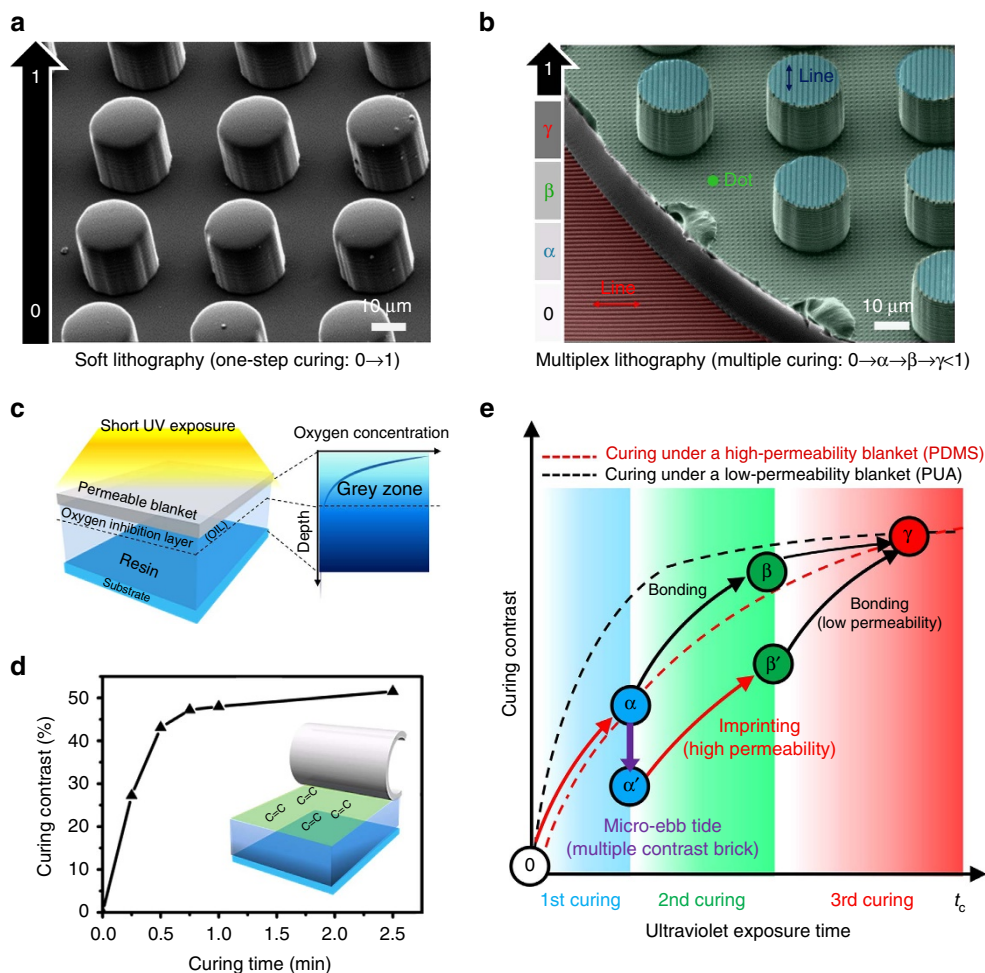 a
1
0
10 μm
Soft lithography (one-step curing: 0→1)
b
1
γ
β
α
0
Line
Dot
Line
10 μm
Multiplex lithography (multiple curing: 0→α→β→γ<1)
c
Short UV exposure
Permeable blanket
Oxygen inhibition layer
(OIL)
Resin
Substrate
Oxygen concentration
Grey zone
Depth
d
Curing contrast (%)
50
40
30
20
10
0
0.0 0.5 1.0 1.5 2.0 2.5
Curing time (min)
C=C
C=C
C=C
C=C
e
Curing under a high-permeability blanket (PDMS)
Curing under a low-permeability blanket (PUA)
Curing contrast
γ
β
Bonding
Bonding
(low permeability)
β′
α
Imprinting
(high permeability)
α′
Micro-ebb tide
(multiple contrast brick)
0
1st curing 2nd curing 3rd curing tc
Ultraviolet exposure time